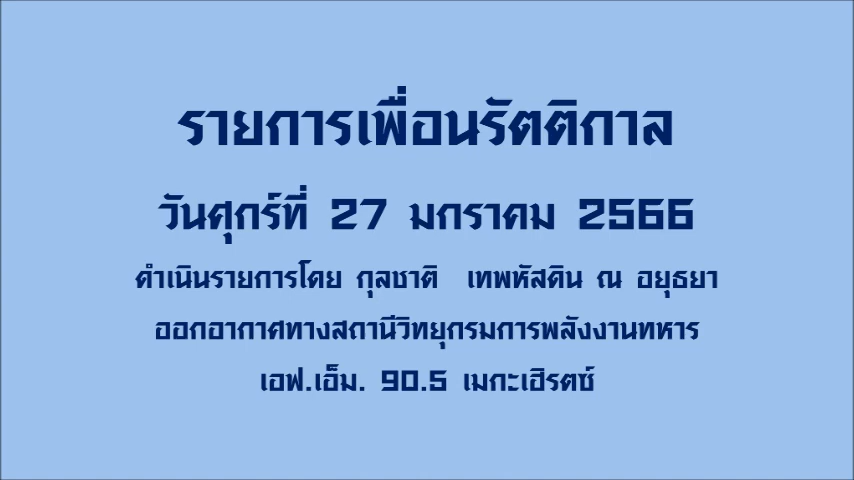 รายการเพื่อนรัตติกาล
วันศุกร์ที่ 27 มกราคม 2566
ดำเนินรายการโดย กุลชาติ เทพหัสดิน ณ อยุธยา
ออกอากาศทางสถานีวิทยุกรมการพลังงานทหาร
เอฟ.เอ็ม. 90.5 เมกะเฮิรตซ์